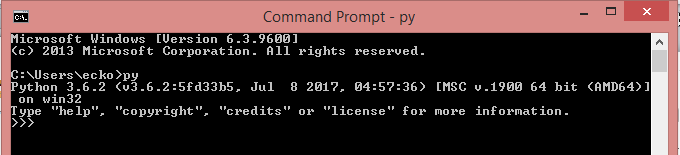 Command Prompt - py
Microsoft Windows [Version 6.3.9600]
(c) 2013 Microsoft Corporation. All rights reserved.
C:\Users\ecko>py
Python 3.6.2 (v3.6.2:5fd33b5, Jul  8 2017, 04:57:36) [MSC v.1900 64 bit (AMD64)]
 on win32
Type "help", "copyright", "credits" or "license" for more information.
>>>